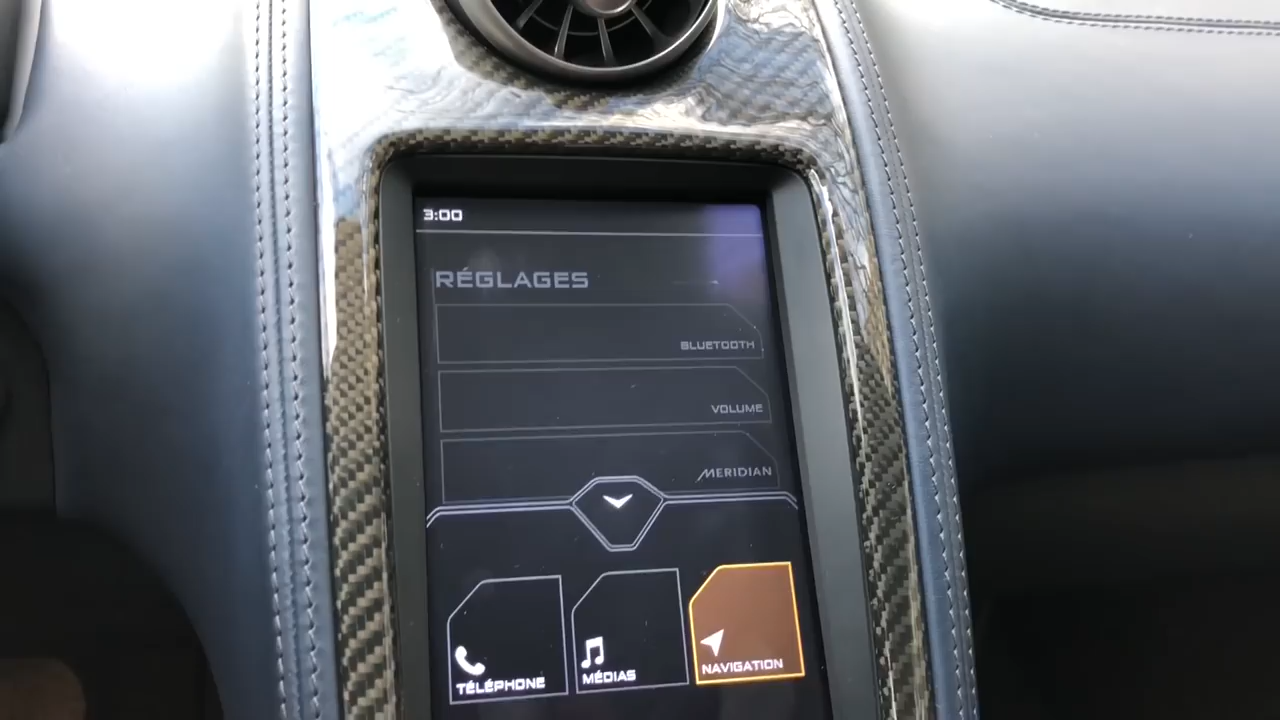 3:00
RÉGLAGES
BLUETOOTH
VOLUME
MERIDIAN
TÉLÉPHONE
MÉDIAS
NAVIGATION